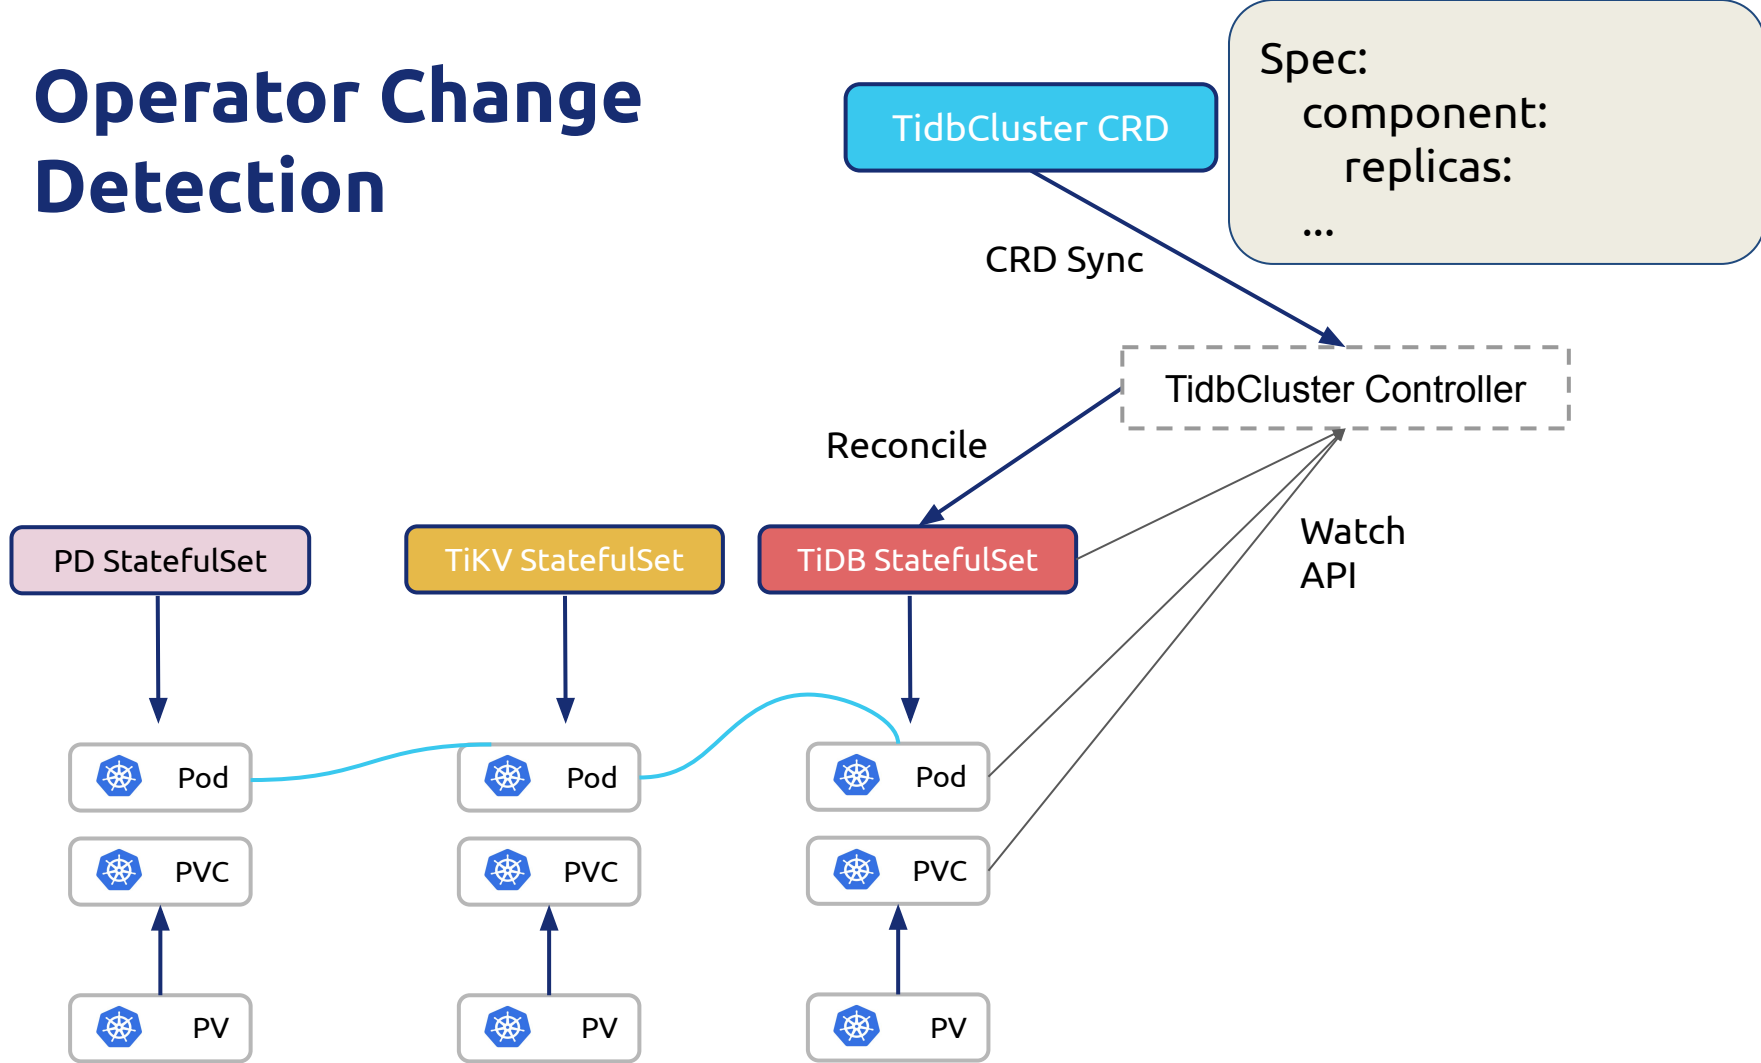 Operator Change
Detection
TidbCluster CRD
Spec:
component:
replicas:
...
CRD Sync
TidbCluster Controller
Reconcile
Watch
API
PD StatefulSet
TiKV StatefulSet
TiDB StatefulSet
Pod
Pod
Pod
PVC
PVC
PVC
PV
PV
PV